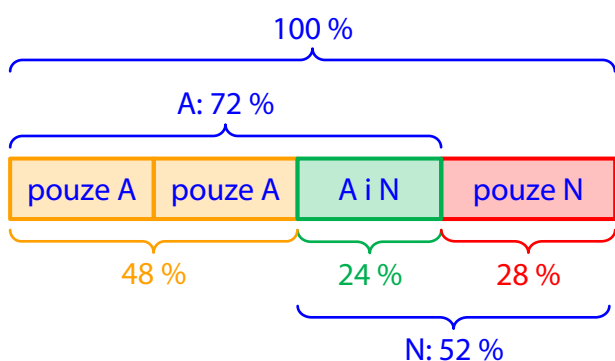 100 %
A: 72 %
pouze A pouze A A i N pouze N
48 % 24 % 28 %
N: 52 %